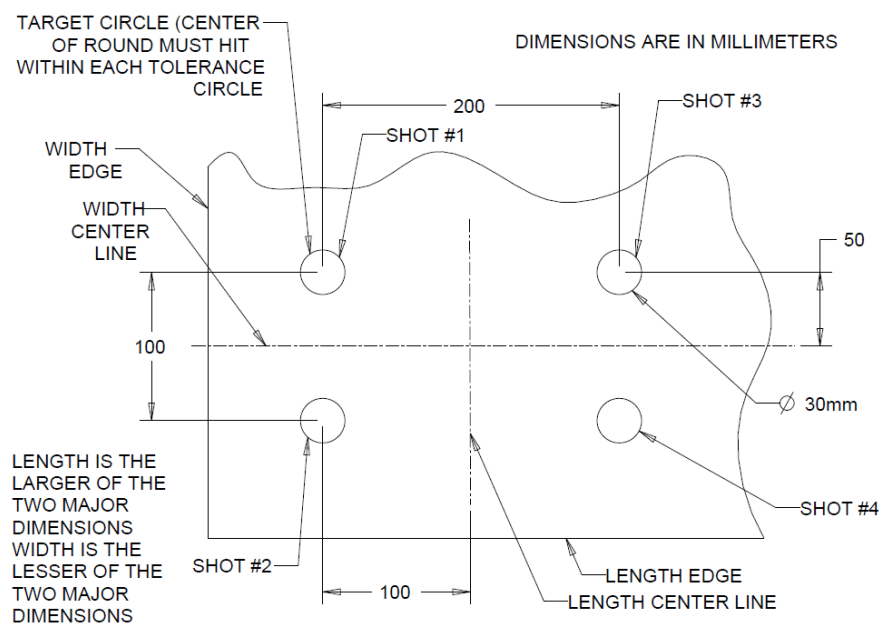 TARGET CIRCLE (CENTER
OF ROUND MUST HIT
WITHIN EACH TOLERANCE
CIRCLE
DIMENSIONS ARE IN MILLIMETERS
200
SHOT #3
SHOT #1
WIDTH
EDGE
WIDTH
CENTER
LINE
50
100
30mm
LENGTH IS THE
LARGER OF THE
TWO MAJOR
DIMENSIONS
WIDTH IS THE
LESSER OF THE
TWO MAJOR
DIMENSIONS
SHOT #4
SHOT #2
100
LENGTH EDGE
LENGTH CENTER LINE